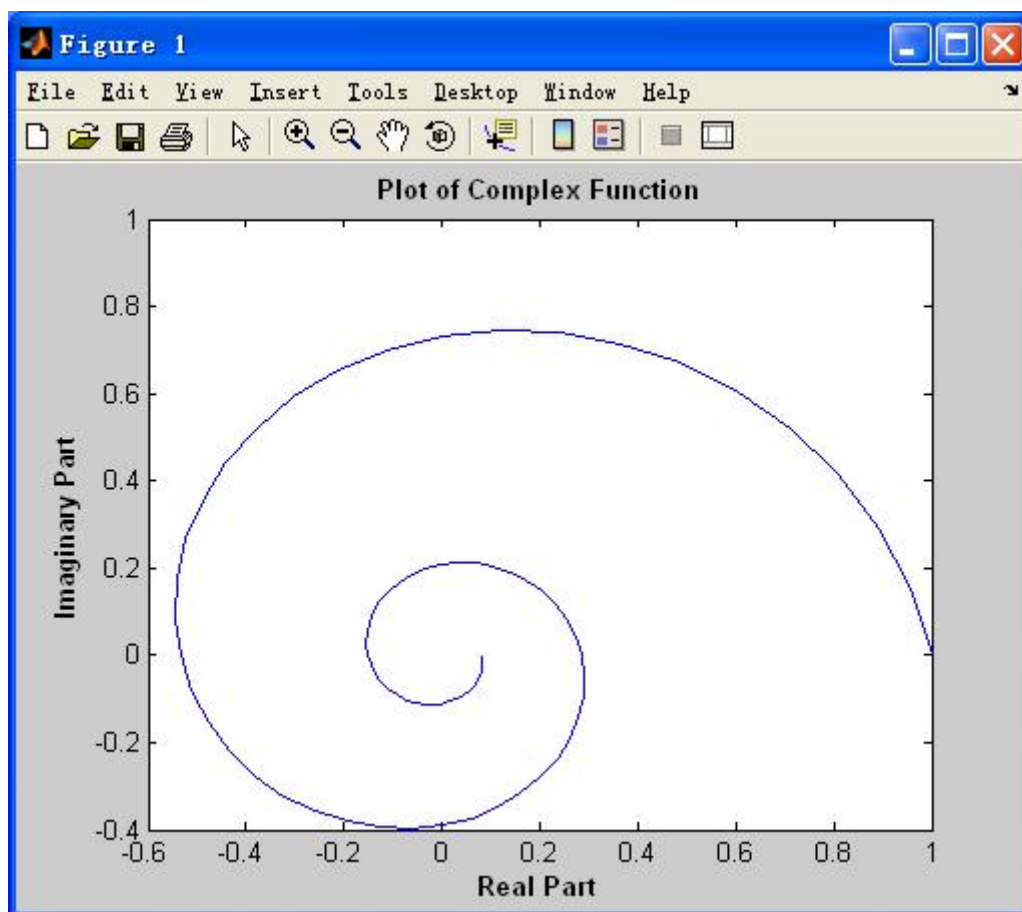 Figure 1
File Edit View Insert Tools Desktop Window Help
Plot of Complex Function
1
0.8
0.6
0.4
0.2
0
-0.2
-0.4
Imaginary Part
-0.6 -0.4 -0.2 0 0.2 0.4 0.6 0.8 1
Real Part